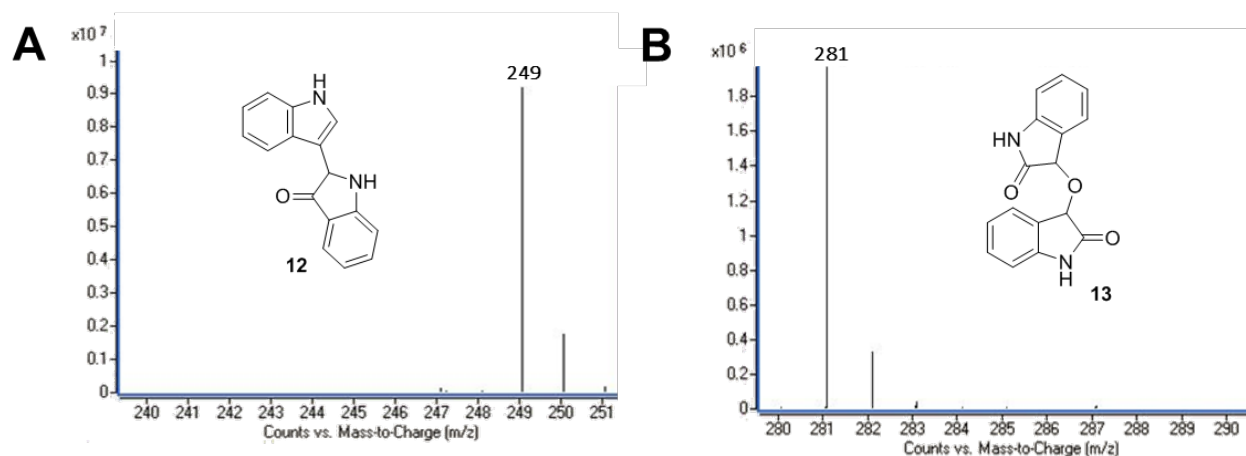 A
x10 7
1
0.9
0.8
0.7
0.6
0.5
0.4
0.3
0.2
0.1
0
249
H
N
O
NH
12
240 241 242 243 244 245 246 247 248 249 250 251
Counts vs. Mass-to-Charge (m/z)
B
x10 6
1.8
1.6
1.4
1.2
1
0.8
0.6
0.4
0.2
0
281
HN
O
O
O
N
H
13
280 281 282 283 284 285 286 287 288 289 290
Counts vs. Mass-to-Charge (m/z)